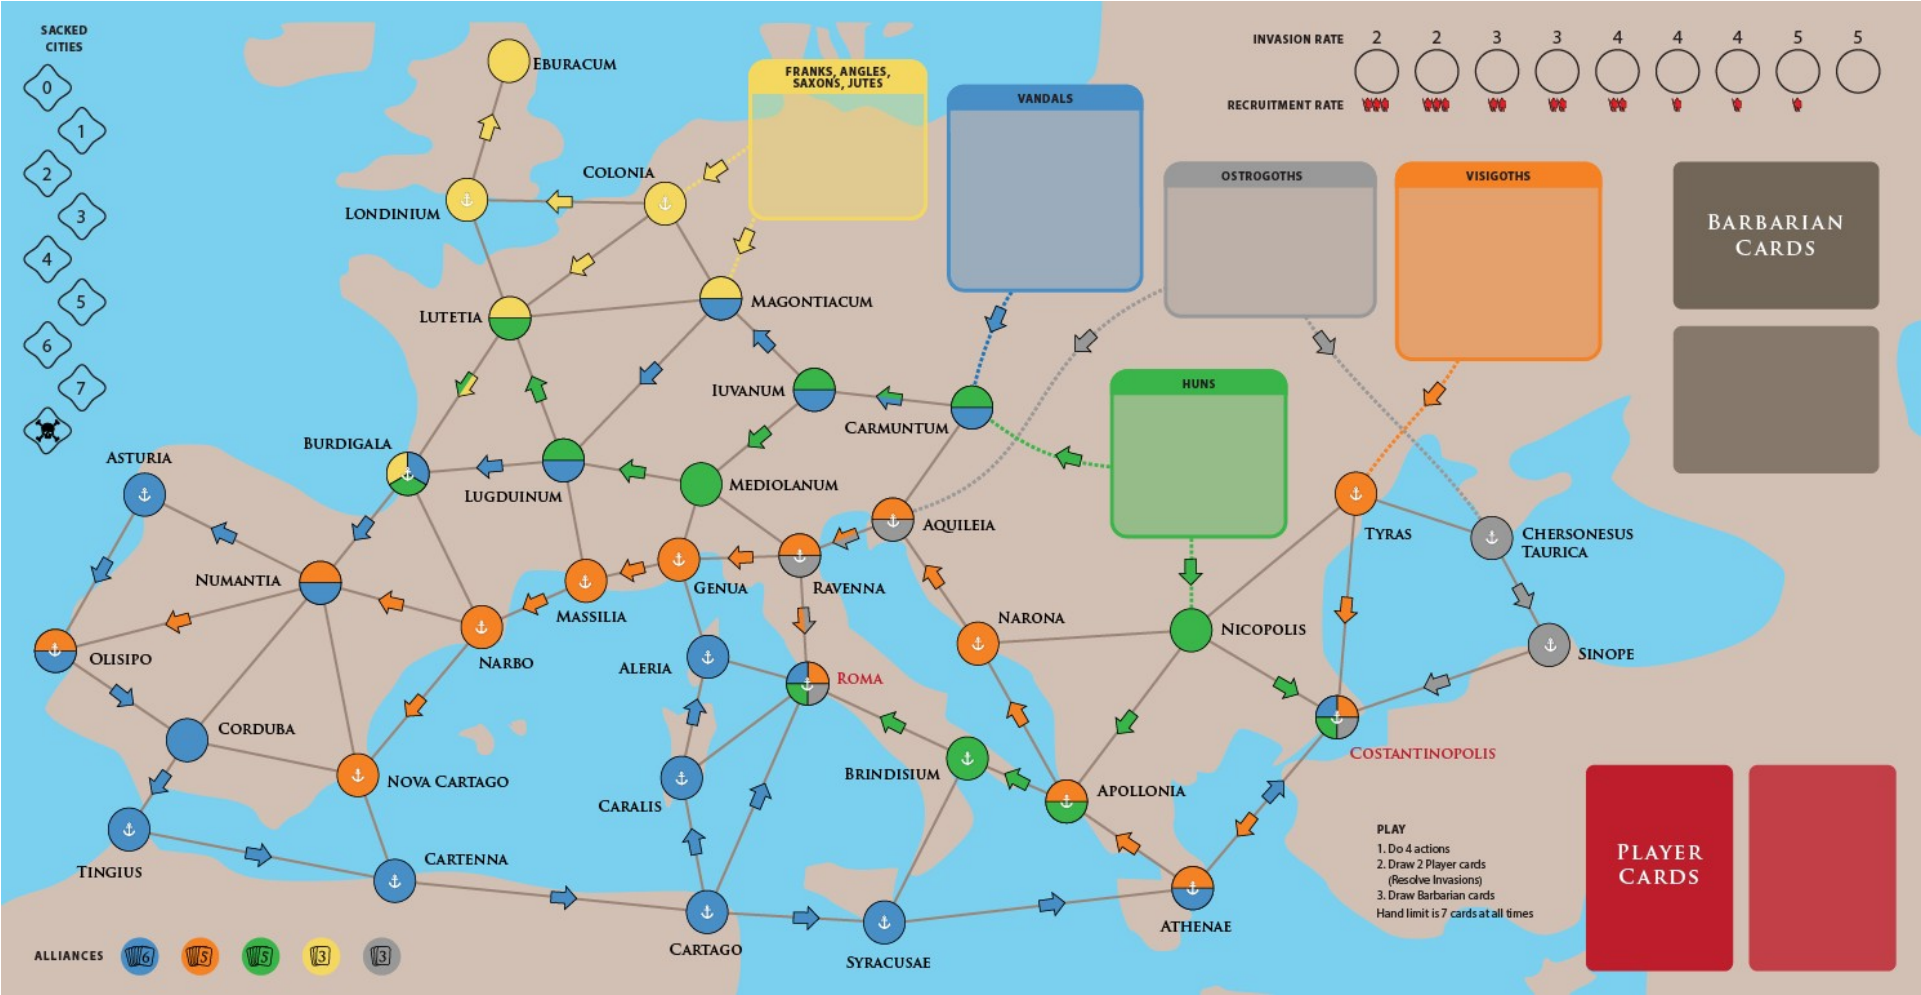 SACKED
CITIES
0
1
2
3
4
5
6
7
INVASION RATE 2 2 3 3 4 4 4 5 5
RECRUITMENT RATE
FRANKS, ANGLES,
SAXONS, JUTES
VANDALS
OSTROGOTHS
VISIGOTHS
HUNS
BARBARIAN
CARDS
EBURACUM
COLONIA
LONDINIUM
LUTETIA
MAGONTIACUM
IUVANUM
CARMUNTUM
BURDIGALA
ASTURIA
LUGDUINUM
MEDIOLANUM
AQUILEIA
TYRAS
CHERSONESUS
TAURICA
NUMANTIA
GENUA
RAVENNA
MASSILIA
NARONA
NICOPOLIS
OLISIPO
NARBO
ALERIA
ROMA
SINOPE
CORDUBA
NOVA CARTAGO
CARALIS
BRINDISIUM
APOLLONIA
COSTANTINOPOLIS
TINGIUS
CARTENNA
CARTAGO
SYRACUSAE
ATHENAE
PLAY
1. Do 4 actions
2. Draw 2 Player cards
(Resolve Invasions)
3. Draw Barbarian cards
Hand limit is 7 cards at all times
PLAYER
CARDS
ALLIANCES 6 5 5 3 3